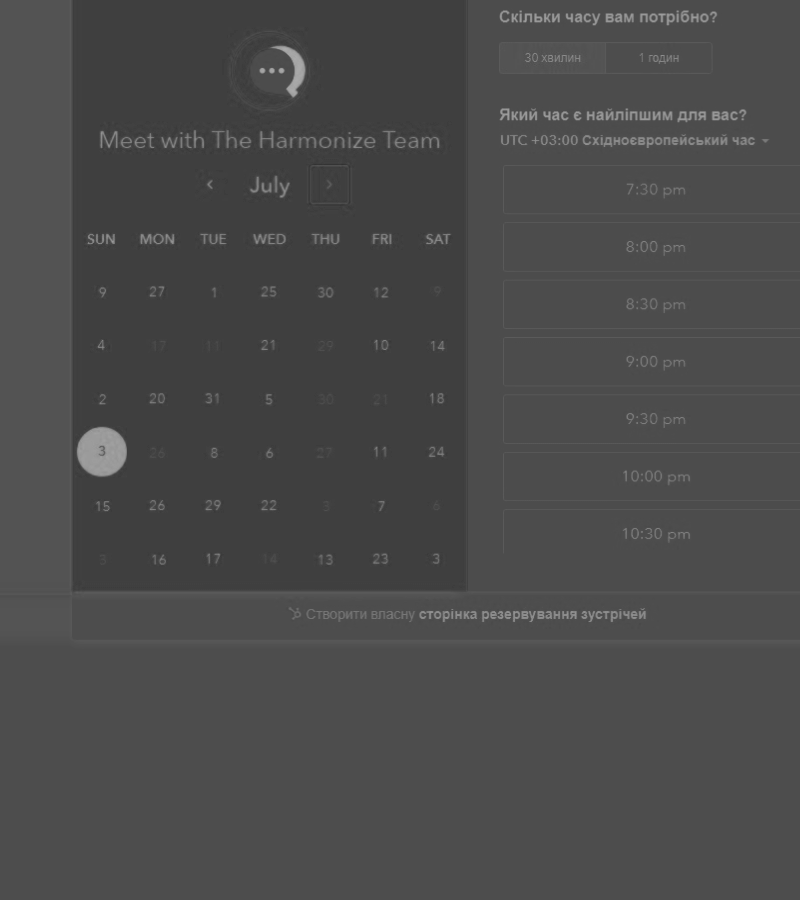 Meet with The Harmonize Team
July
SUN MON TUE WED THU FRI SAT
9 27 1 25 30 12 9
4 17 11 21 29 10 14
2 20 31 5 30 21 18
3 26 8 6 27 11 24
15 26 29 22 7
16 17 14 13 23 3
Скільки часу вам потрібно?
30 хвилин 1 годин
Який час є найліпшим для вас?
UTC +03:00 Східноєвропейський час
7:30 pm
8:00 pm
8:30 pm
9:00 pm
9:30 pm
10:00 pm
10:30 pm
Створити власну сторінка резервування зустрічей